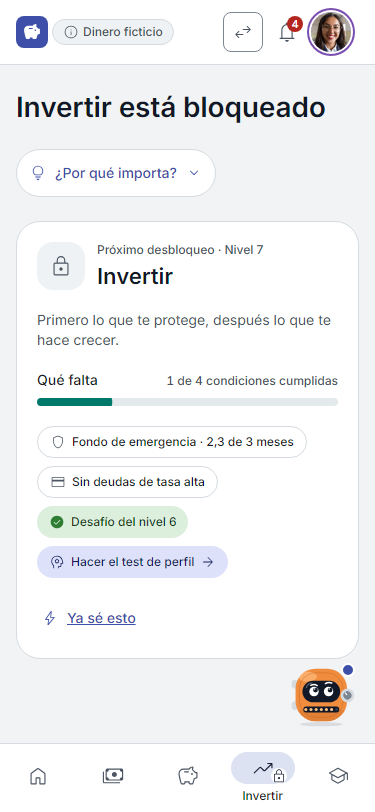 Dinero ficticio
4
Invertir está bloqueado
¿Por qué importa?
Próximo desbloqueo · Nivel 7
Invertir
Primero lo que te protege, después lo que te
hace crecer.
Qué falta
1 de 4 condiciones cumplidas
Fondo de emergencia · 2,3 de 3 meses
Sin deudas de tasa alta
Desafío del nivel 6
Hacer el test de perfil
Ya sé esto
Invertir